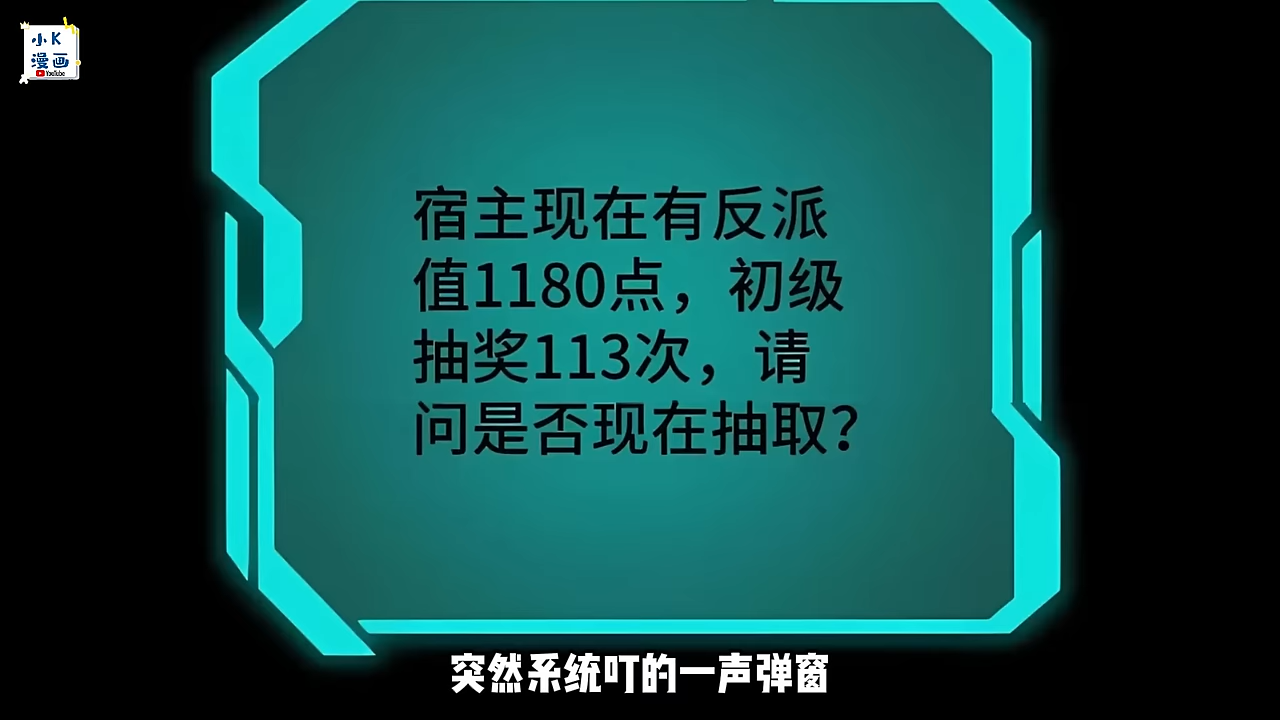 小K
漫画
YouTube
宿主现在有反派
值1180点，初级
抽奖113次，请
问是否现在抽取？
突然系统叮的一声弹窗